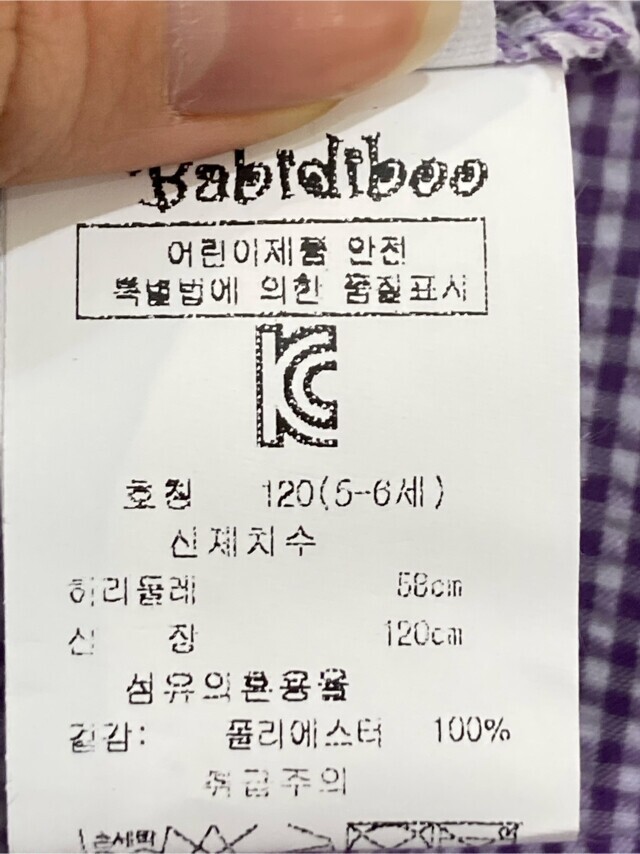 Babidiboo
어린이제품 안전
특별법에 의한 품질표시
KC
호칭 120(5-6세)
신체치수
허리둘레 58cm
신 장 120cm
섬유의혼용율
겉감: 폴리에스터 100%
취급주의
손세탁